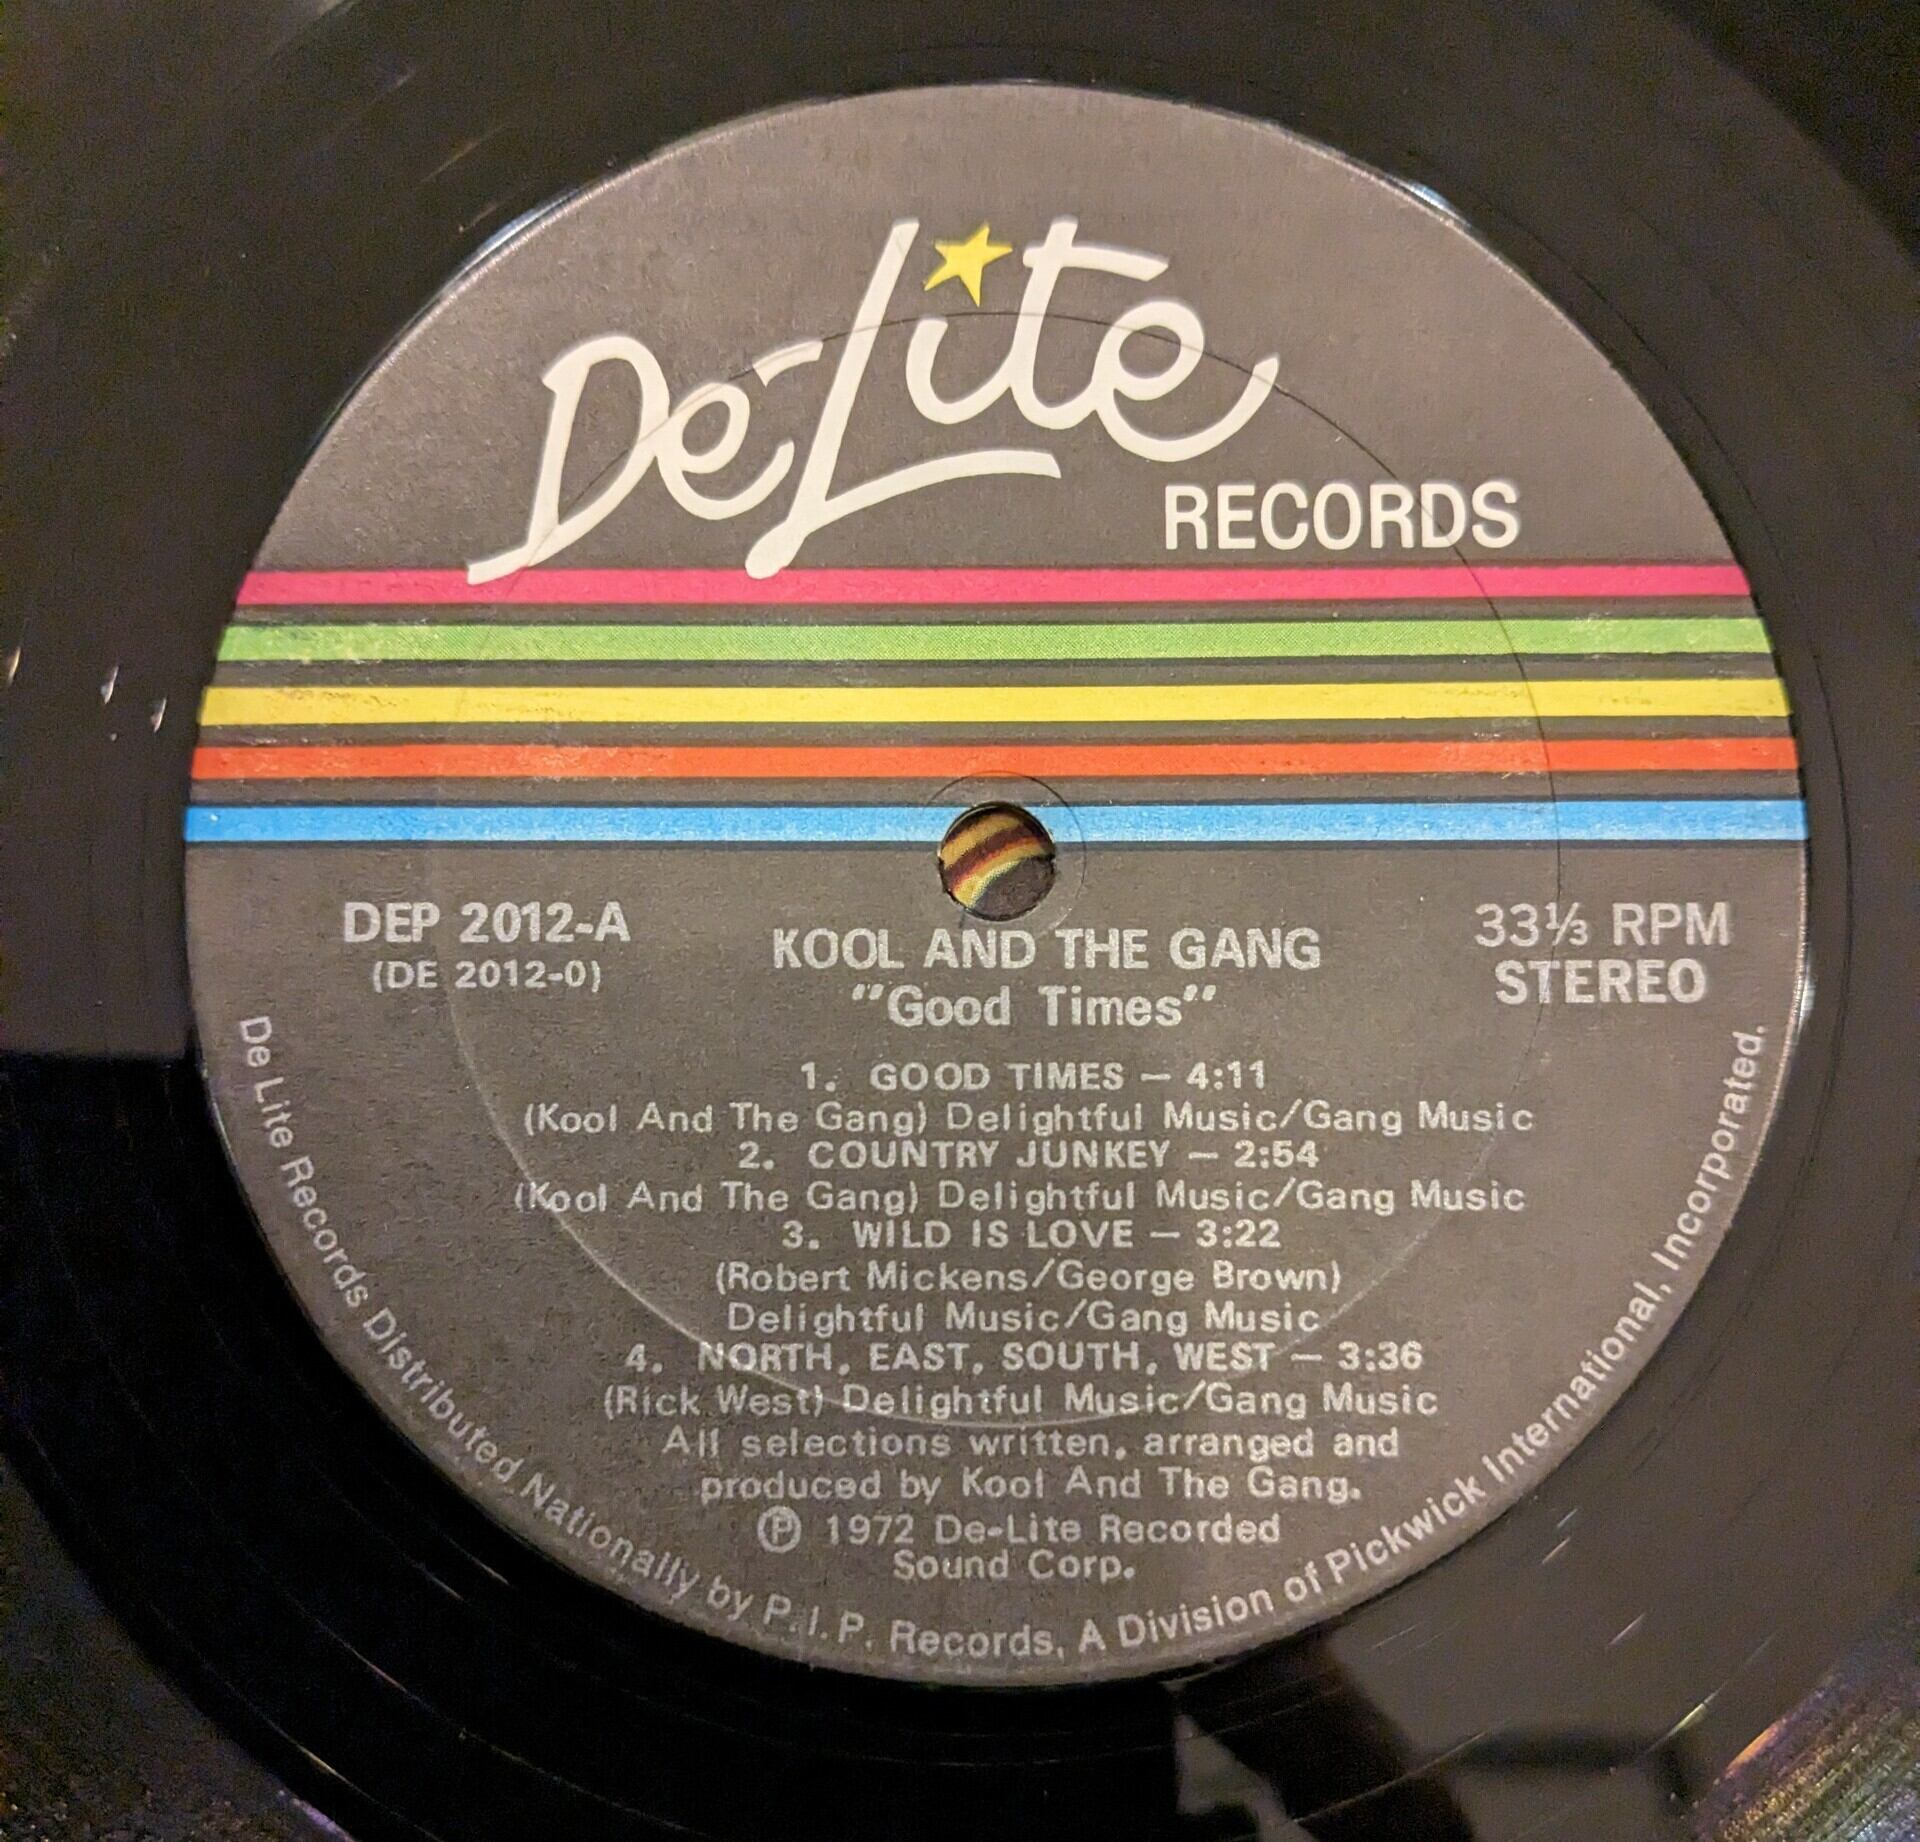 De-Lite
RECORDS
DEP 2012-A
(DE 2012-0)
KOOL AND THE GANG
"Good Times"
33⅓ RPM
STEREO
1. GOOD TIMES — 4:11
(Kool And The Gang) Delightful Music/Gang Music
2. COUNTRY JUNKEY — 2:54
(Kool And The Gang) Delightful Music/Gang Music
3. WILD IS LOVE — 3:22
(Robert Mickens/George Brown)
Delightful Music/Gang Music
4. NORTH, EAST, SOUTH, WEST — 3:36
(Rick West) Delightful Music/Gang Music
All selections written, arranged and
produced by Kool And The Gang.
Ⓟ 1972 De-Lite Recorded
Sound Corp.
De Lite Records Distributed Nationally by P.I.P. Records, A Division of Pickwick International, Incorporated.